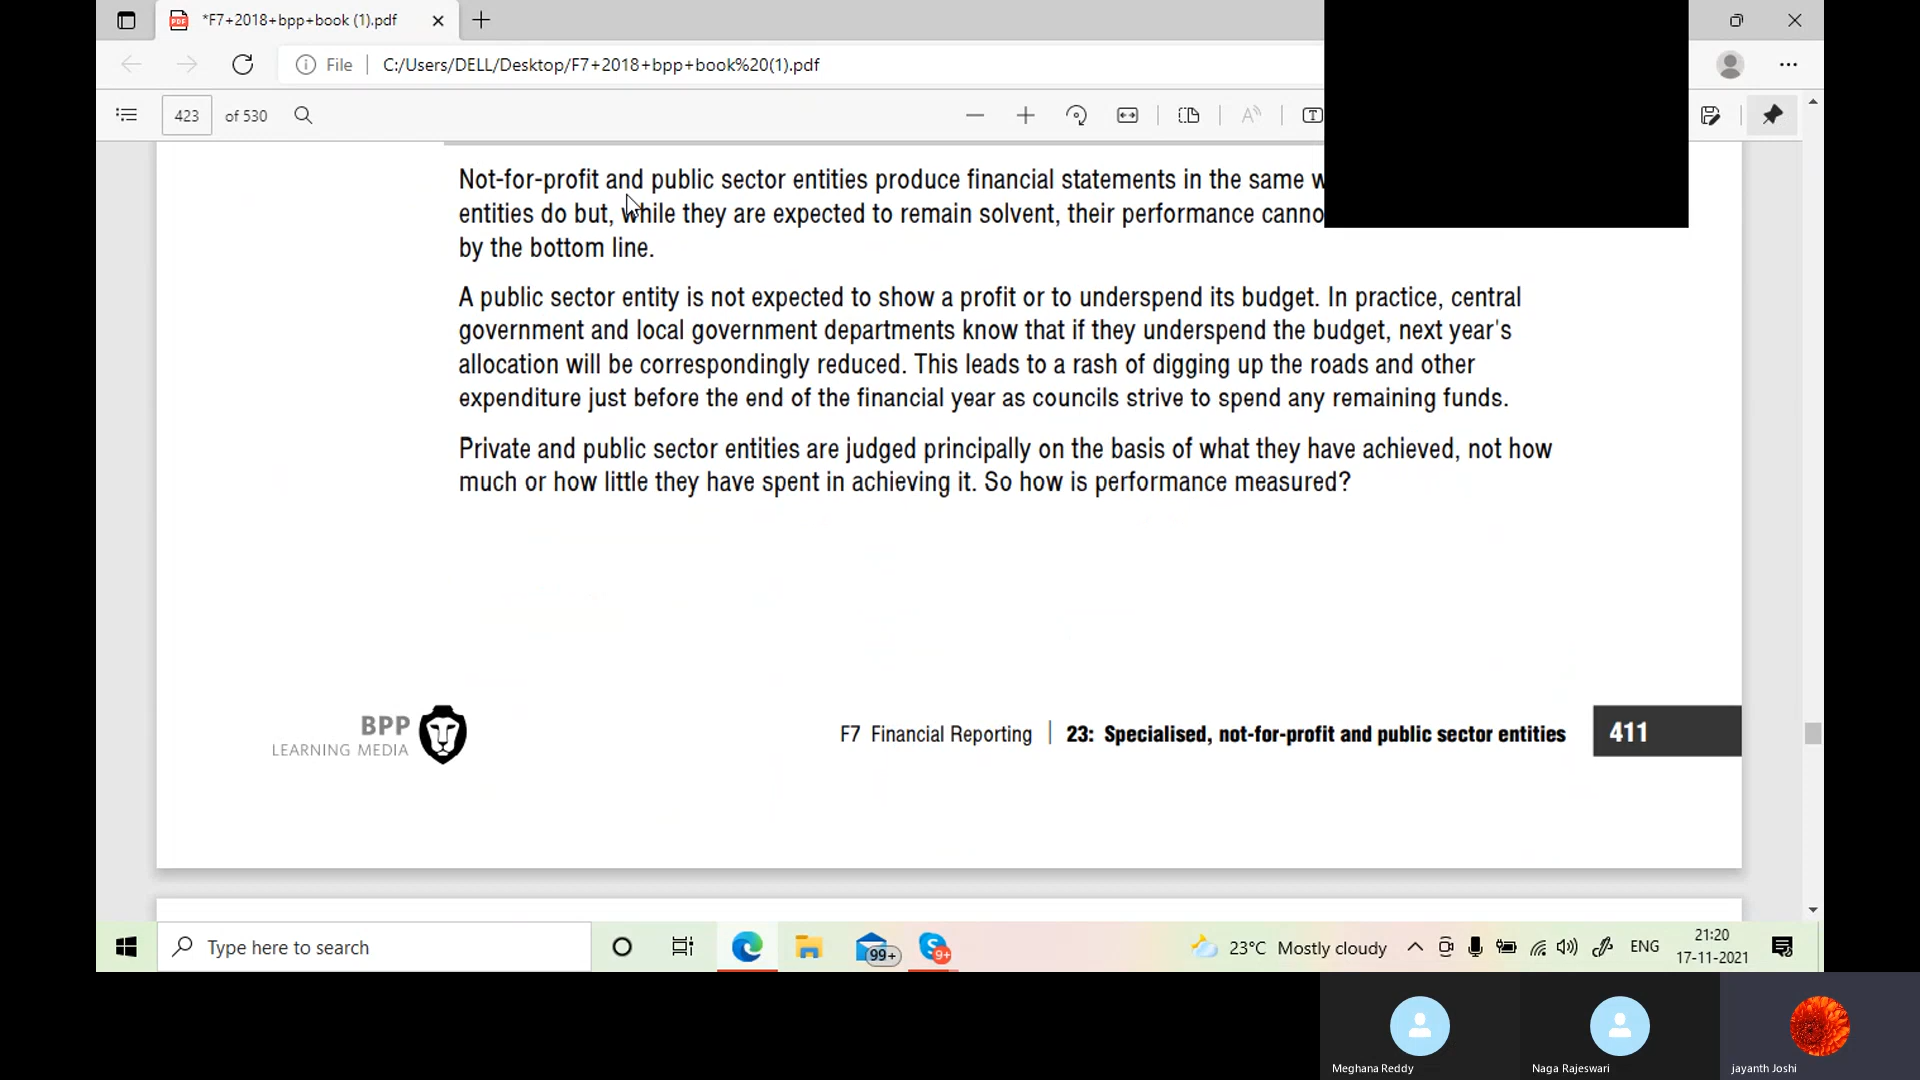 *F7+2018+bpp+book (1).pdf
File
C:/Users/DELL/Desktop/F7+2018+bpp+book%20(1).pdf
423 of 530
Not-for-profit and public sector entities produce financial statements in the same
entities do but, while they are expected to remain solvent, their performance
by the bottom line.
A public sector entity is not expected to show a profit or to underspend its budget. In practice, central
government and local government departments know that if they underspend the budget, next year's
allocation will be correspondingly reduced. This leads to a rash of digging up the roads and other
expenditure just before the end of the financial year as councils strive to spend any remaining funds.
Private and public sector entities are judged principally on the basis of what they have achieved, not how
much or how little they have spent in achieving it. So how is performance measured?
BPP
LEARNING MEDIA
F7 Financial Reporting | 23: Specialised, not-for-profit and public sector entities 411
Type here to search
99+
9+
23°C Mostly cloudy
ENG
21:20
17-11-2021
Meghana Reddy
Naga Rajeswari
jayanth Joshi